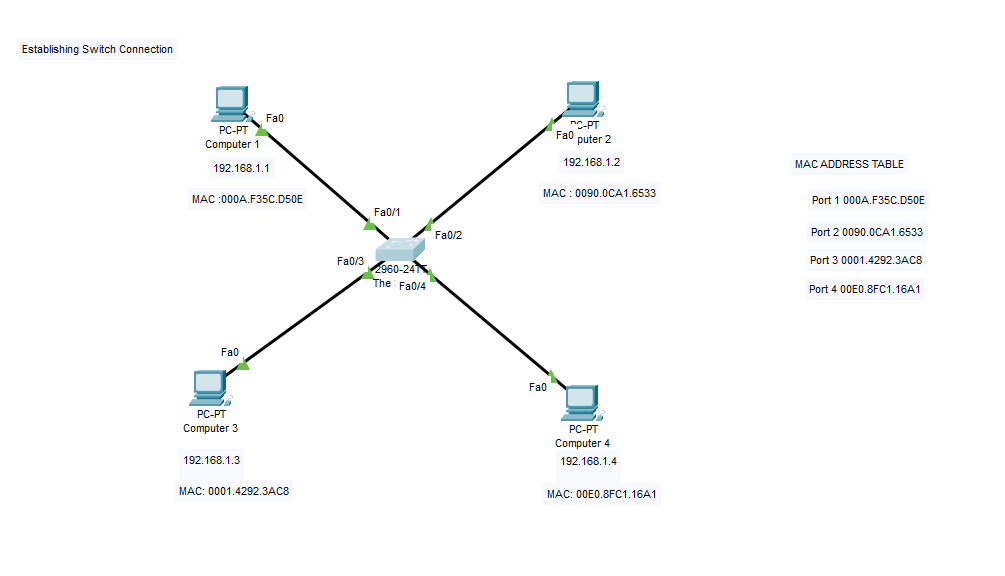 Establishing Switch Connection
Fa0
PC-PT
Computer 1
192.168.1.1
MAC :000A.F35C.D50E
PC-PT
Fa0
puter 2
192.168.1.2
MAC : 0090.0CA1.6533
MAC ADDRESS TABLE
Port 1 000A.F35C.D50E
Port 2 0090.0CA1.6533
Port 3 0001.4292.3AC8
Port 4 00E0.8FC1.16A1
Fa0/1
Fa0/2
Fa0/3
2960-24TT
The
Fa0/4
Fa0
PC-PT
Computer 3
192.168.1.3
MAC: 0001.4292.3AC8
Fa0
PC-PT
Computer 4
192.168.1.4
MAC: 00E0.8FC1.16A1